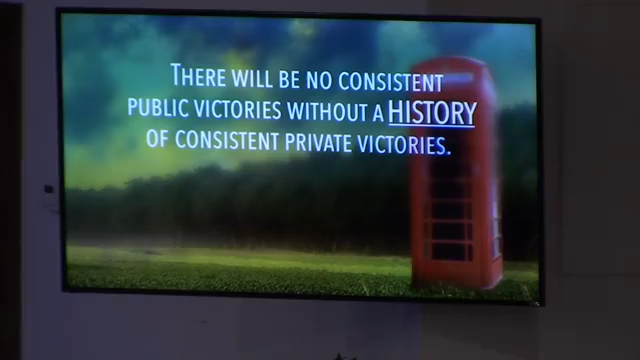 THERE WILL BE NO CONSISTENT
PUBLIC VICTORIES WITHOUT A HISTORY
OF CONSISTENT PRIVATE VICTORIES.